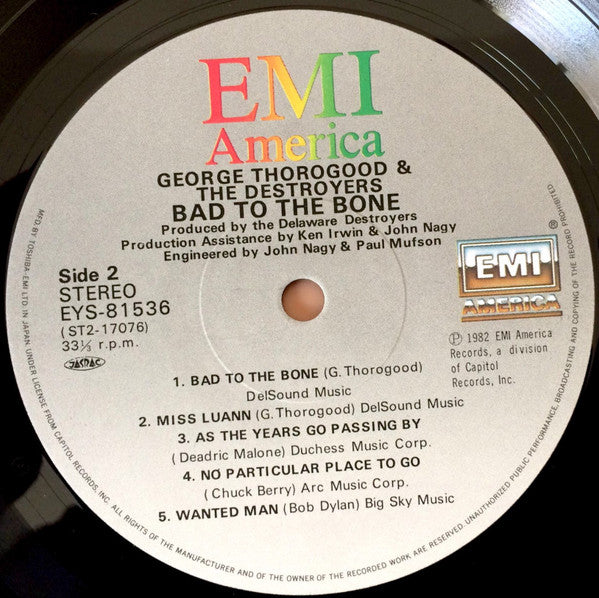 EMI
America
GEORGE THOROGOOD &
THE DESTROYERS
BAD TO THE BONE
Produced by the Delaware Destroyers
Production Assistance by Ken Irwin & John Nagy
Engineered by John Nagy & Paul Mufson
Side 2
STEREO
EYS-81536
(ST2-17076)
33⅓ r.p.m.
JASRAC
®
EMI
AMERICA
Ⓟ 1982 EMI America
Records, a division
of Capitol
Records, Inc.
1. BAD TO THE BONE (G. Thorogood)
DelSound Music
2. MISS LUANN (G. Thorogood) DelSound Music
3. AS THE YEARS GO PASSING BY
(Deadric Malone) Duchess Music Corp.
4. NO PARTICULAR PLACE TO GO
(Chuck Berry) Arc Music Corp.
5. WANTED MAN (Bob Dylan) Big Sky Music
MFD. BY TOSHIBA-EMI LTD. IN JAPAN UNDER LICENSE FROM CAPITOL RECORDS, INC. ALL RIGHTS OF THE MANUFACTURER AND OF THE OWNER OF THE RECORDED WORK ARE RESERVED. UNAUTHORIZED PUBLIC PERFORMANCE, BROADCASTING AND COPYING OF THE RECORD PROHIBITED.